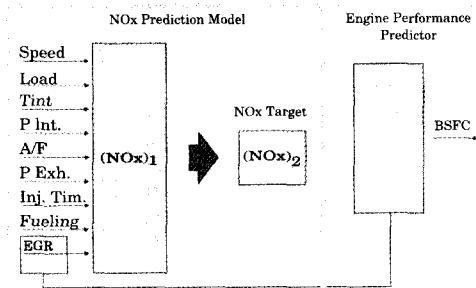 NOx Prediction Model
Engine Performance
Predictor
Speed
Load
Tint
P Int.
A/F
P Exh.
Inj. Tim.
Fueling
EGR
(NOx)1
NOx Target
(NOx)2
BSFC